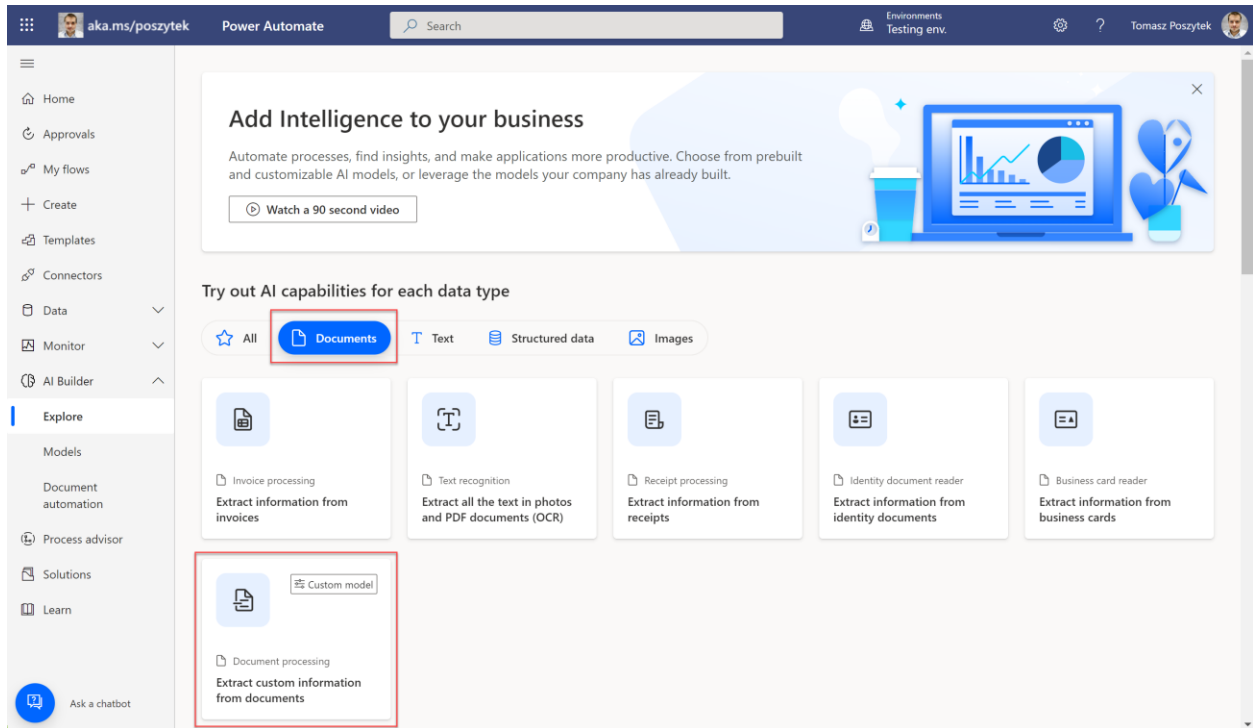 aka.ms/poszytek
Power Automate
Search
Environments
Testing env.
?
Tomasz Poszytek
Home
Approvals
My flows
Create
Templates
Connectors
Data
Monitor
AI Builder
Explore
Models
Document
automation
Process advisor
Solutions
Learn
Ask a chatbot
Add Intelligence to your business
Automate processes, find insights, and make applications more productive. Choose from prebuilt
and customizable AI models, or leverage the models your company has already built.
Watch a 90 second video
Try out AI capabilities for each data type
All
Documents
Text
Structured data
Images
Invoice processing
Extract information from
invoices
Text recognition
Extract all the text in photos
and PDF documents (OCR)
Receipt processing
Extract information from
receipts
Identity document reader
Extract information from
identity documents
Business card reader
Extract information from
business cards
Custom model
Document processing
Extract custom information
from documents